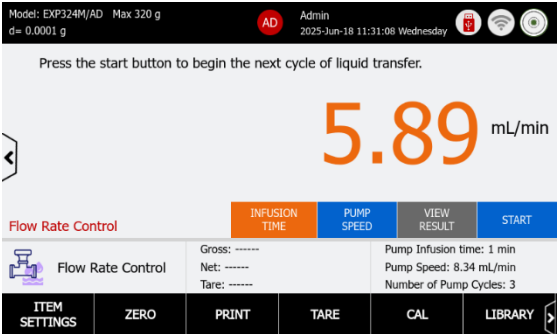 Model: EXP324M/AD Max 320 g
d= 0.0001 g
AD
Admin
2025-Jun-18 11:31:08 Wednesday
Press the start button to begin the next cycle of liquid transfer.
5.89 mL/min
Flow Rate Control
INFUSION TIME
PUMP SPEED
VIEW RESULT
START
Flow Rate Control
Gross: ------
Net: ------
Tare: ------
Pump Infusion time: 1 min
Pump Speed: 8.34 mL/min
Number of Pump Cycles: 3
ITEM SETTINGS
ZERO
PRINT
TARE
CAL
LIBRARY